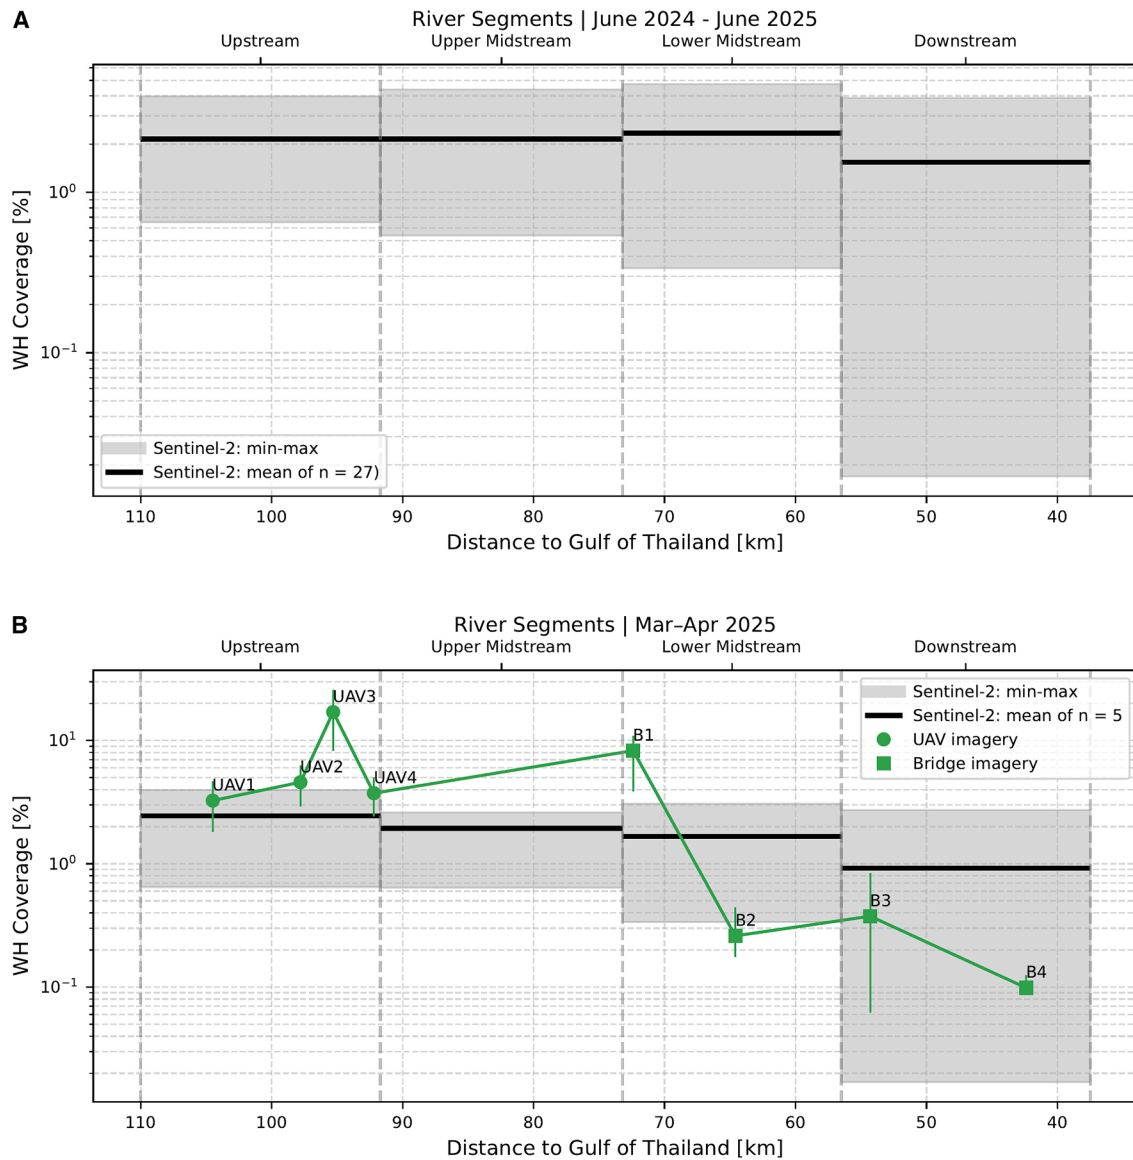 A
River Segments | June 2024 - June 2025
Upstream Upper Midstream Lower Midstream Downstream
WH Coverage [%]
10⁰
10⁻¹
Sentinel-2: min-max
Sentinel-2: mean of n = 27)
110 100 90 80 70 60 50 40
Distance to Gulf of Thailand [km]
B
River Segments | Mar–Apr 2025
Upstream Upper Midstream Lower Midstream Downstream
WH Coverage [%]
10¹
10⁰
10⁻¹
Sentinel-2: min-max
Sentinel-2: mean of n = 5
UAV imagery
Bridge imagery
UAV1
UAV2
UAV3
UAV4
B1
B2
B3
B4
110 100 90 80 70 60 50 40
Distance to Gulf of Thailand [km]